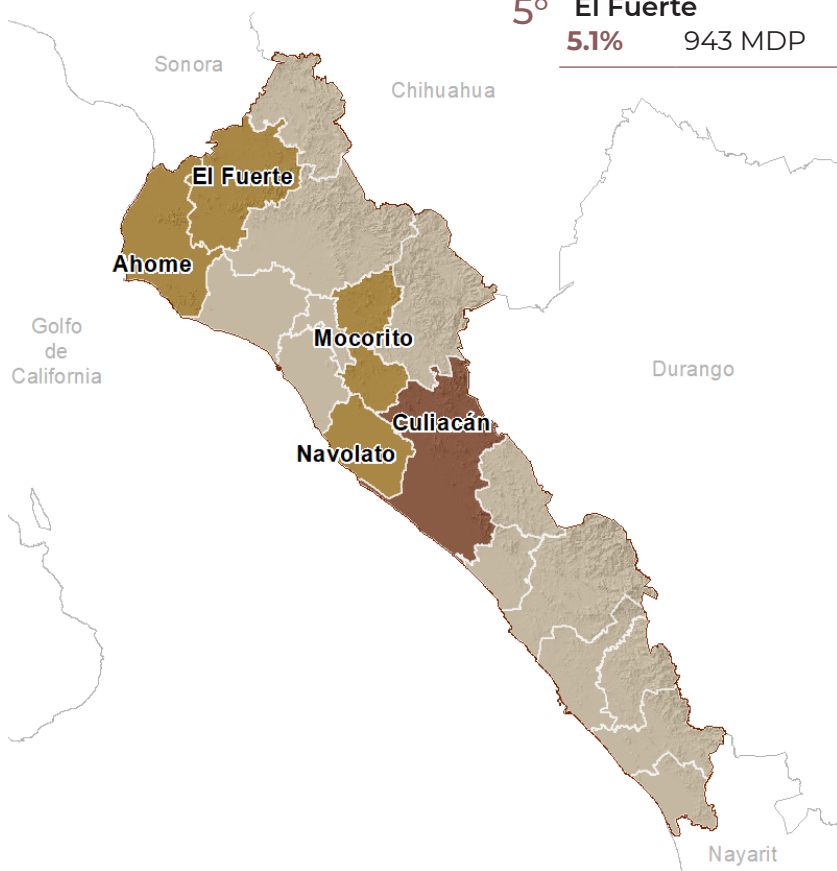 5° El Fuerte
5.1% 943 MDP
Sonora
Chihuahua
El Fuerte
Ahome
Golfo
de
California
Mocorito
Durango
Culiacán
Navolato
Nayarit